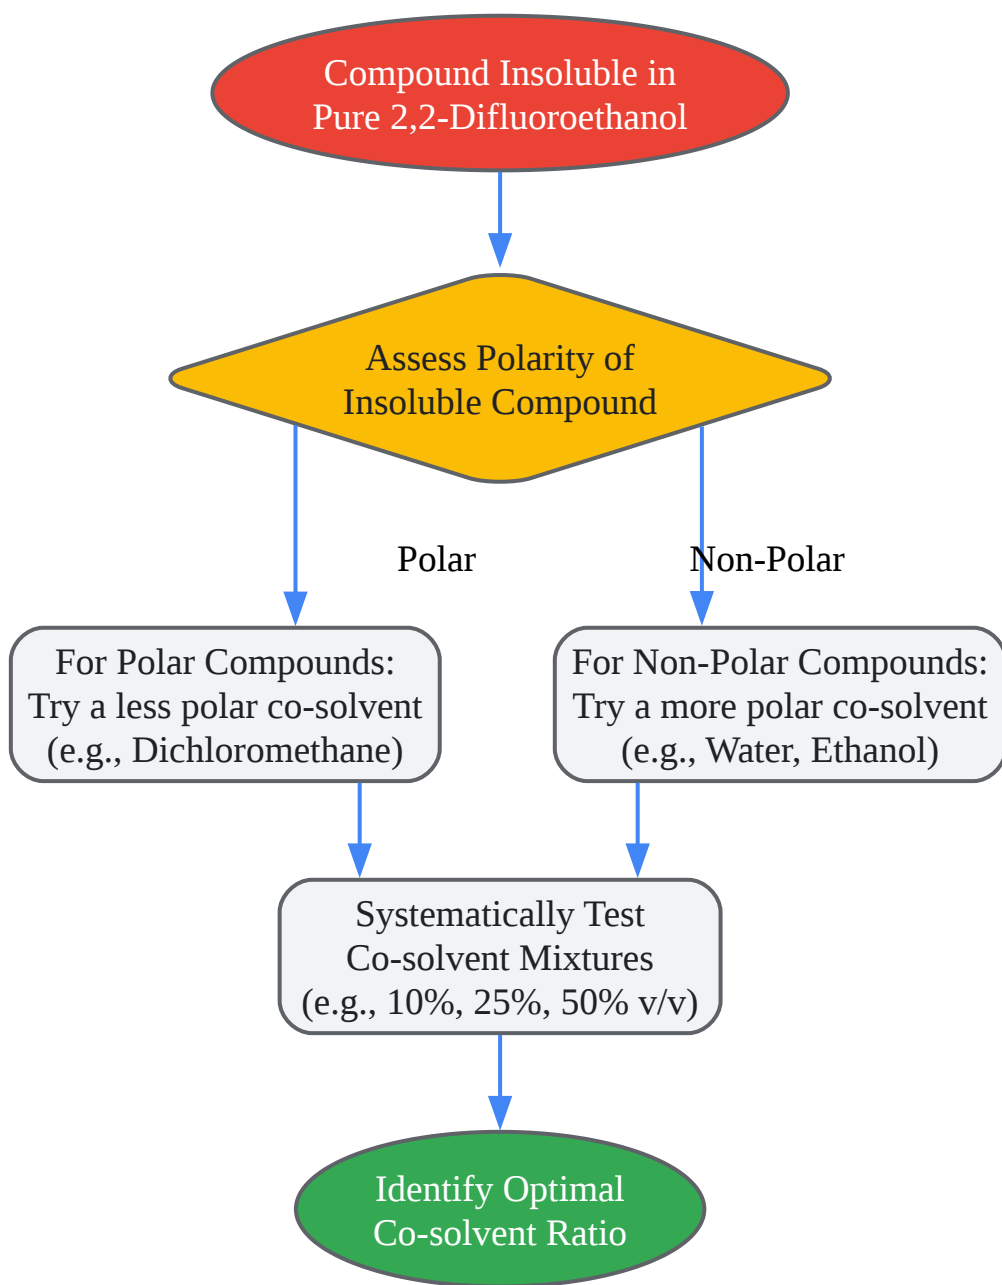 Compound Insoluble in
Pure 2,2-Difluoroethanol
Assess Polarity of
Insoluble Compound
Polar
Non-Polar
For Polar Compounds:
Try a less polar co-solvent
(e.g., Dichloromethane)
For Non-Polar Compounds:
Try a more polar co-solvent
(e.g., Water, Ethanol)
Systematically Test
Co-solvent Mixtures
(e.g., 10%, 25%, 50% v/v)
Identify Optimal
Co-solvent Ratio